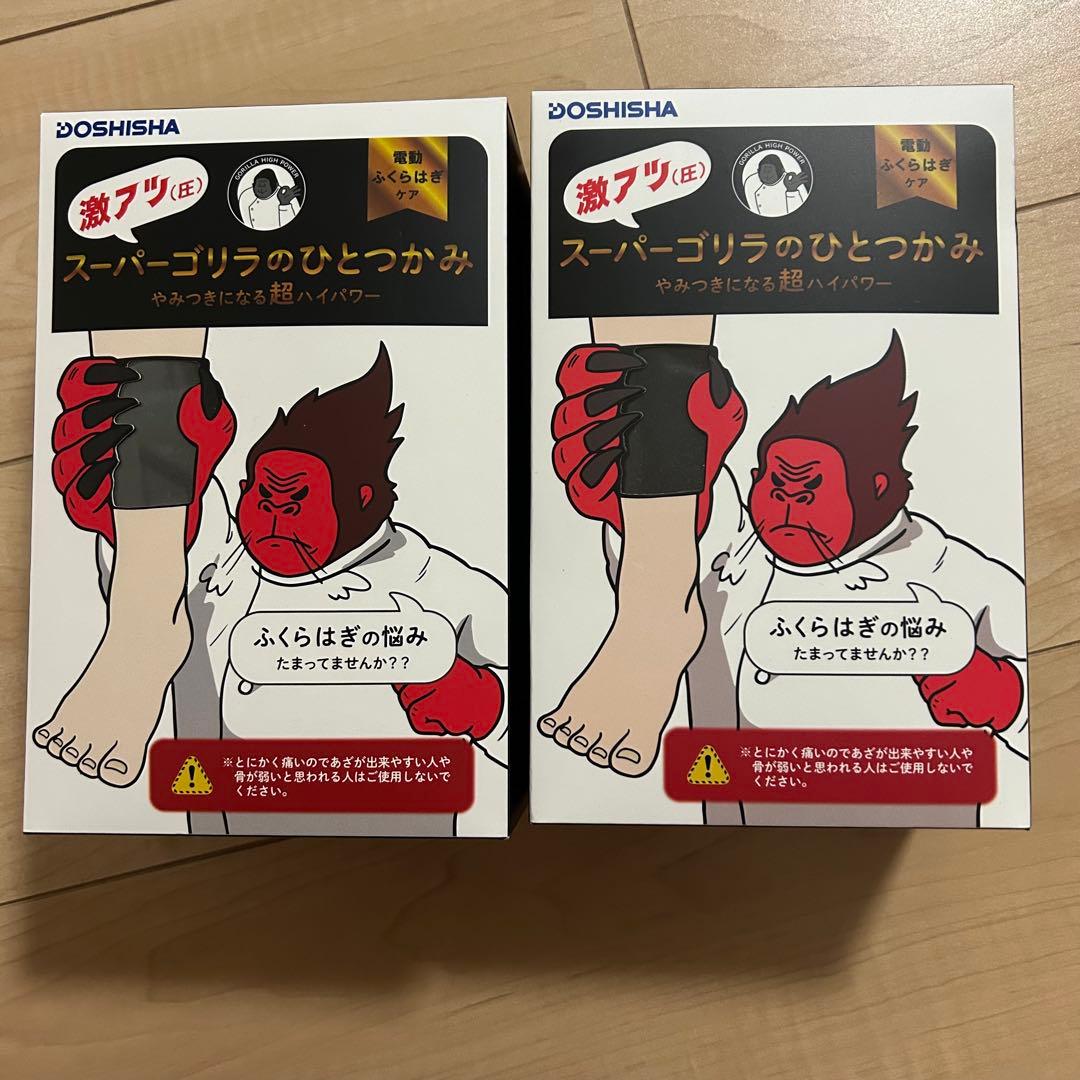 DOSHISHA
激アツ(圧)
GORILLA HIGH POWER
電動
ふくらはぎ
ケア
スーパーゴリラのひとつかみ
やみつきになる超ハイパワー
ふくらはぎの悩み
たまってませんか??
※とにかく痛いのであざが出来やすい人や
骨が弱いと思われる人はご使用しないで
ください。
DOSHISHA
激アツ(圧)
GORILLA HIGH POWER
電動
ふくらはぎ
ケア
スーパーゴリラのひとつかみ
やみつきになる超ハイパワー
ふくらはぎの悩み
たまってませんか??
※とにかく痛いのであざが出来やすい人や
骨が弱いと思われる人はご使用しないで
ください。